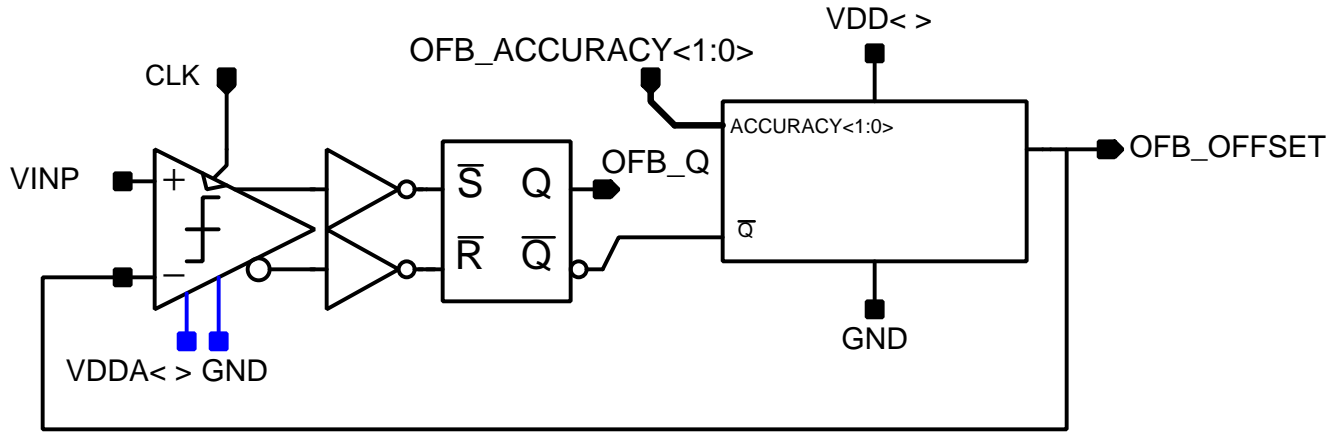 VDD< >
OFB_ACCURACY<1:0>
CLK
ACCURACY<1:0>
OFB_OFFSET
VINP
+
S̅ Q
OFB_Q
−
R̅ Q̅
Q̅
VDDA< > GND
GND